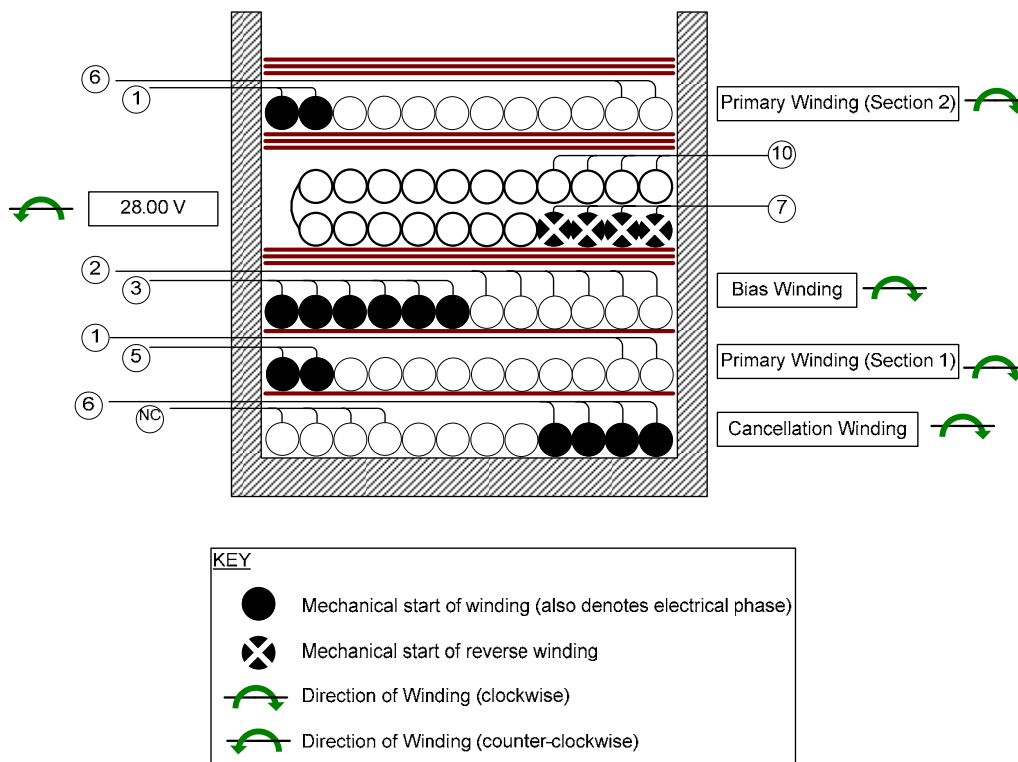 6
1
Primary Winding (Section 2)
10
28.00 V
7
2
3
Bias Winding
1
5
Primary Winding (Section 1)
6
NC
Cancellation Winding
KEY
Mechanical start of winding (also denotes electrical phase)
Mechanical start of reverse winding
Direction of Winding (clockwise)
Direction of Winding (counter-clockwise)